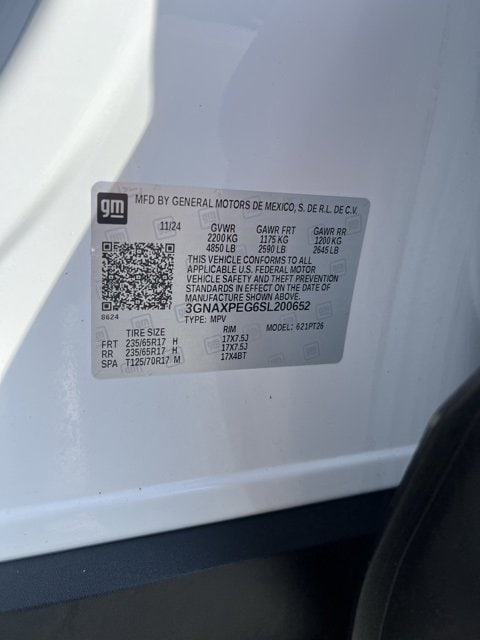 gm MFD BY GENERAL MOTORS DE MEXICO, S. DE R.L. DE C.V.
11/24 GVWR GAWR FRT GAWR RR
2200 KG 1175 KG 1200 KG
4850 LB 2590 LB 2645 LB
THIS VEHICLE CONFORMS TO ALL
APPLICABLE U.S. FEDERAL MOTOR
VEHICLE SAFETY AND THEFT PREVENTION
STANDARDS IN EFFECT ON THE DATE OF
MANUFACTURE SHOWN ABOVE.
3GNAXPEG6SL200652
8624 TYPE: MPV MODEL: 621PT26
TIRE SIZE RIM
FRT 235/65R17 H 17X7.5J
RR 235/65R17 H 17X7.5J
SPA T125/70R17 M 17X4BT